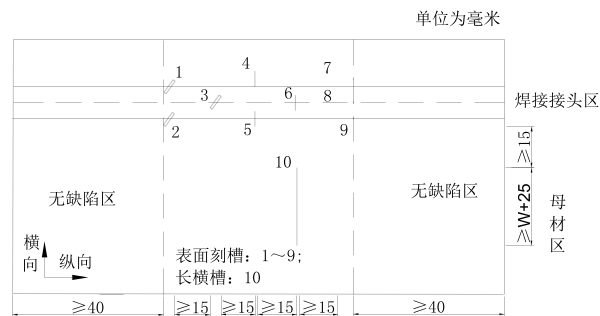 单位为毫米
1
4
7
3
6
8
焊接接头区
2
5
9
10
≥15
≥W+25
母材区
无缺陷区
无缺陷区
横向
纵向
表面刻槽：1～9;
长横槽：10
≥40
≥15
≥15
≥15
≥15
≥40